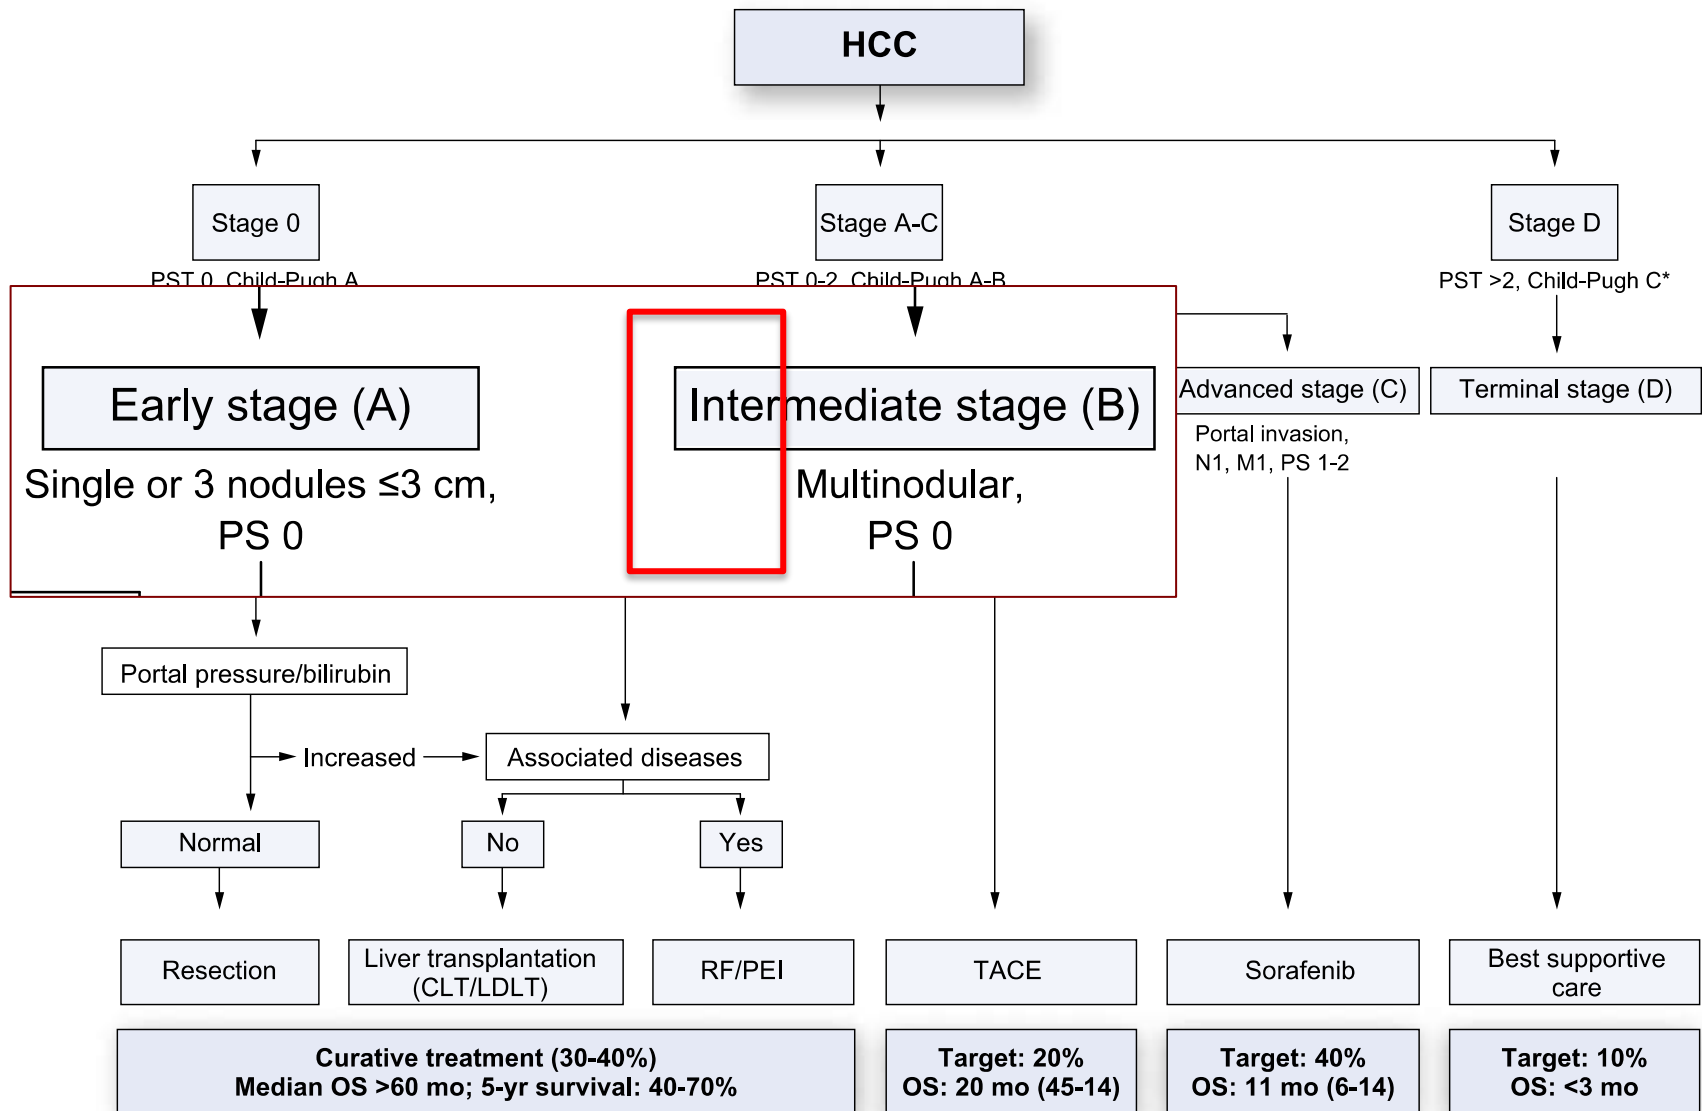 HCC
Stage 0
Stage A-C
Stage D
PST 0, Child-Pugh A
PST 0-2, Child-Pugh A-B
PST >2, Child-Pugh C*
Early stage (A)
Intermediate stage (B)
Advanced stage (C)
Terminal stage (D)
Single or 3 nodules ≤3 cm,
PS 0
Multinodular,
PS 0
Portal invasion,
N1, M1, PS 1-2
Portal pressure/bilirubin
Increased
Associated diseases
Normal
No
Yes
Resection
Liver transplantation
(CLT/LDLT)
RF/PEI
TACE
Sorafenib
Best supportive
care
Curative treatment (30-40%)
Median OS >60 mo; 5-yr survival: 40-70%
Target: 20%
OS: 20 mo (45-14)
Target: 40%
OS: 11 mo (6-14)
Target: 10%
OS: <3 mo